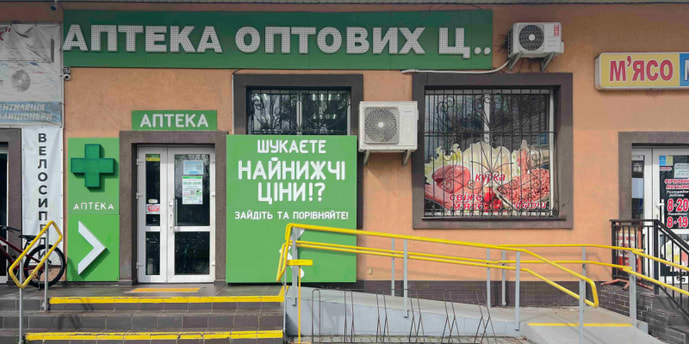 АПТЕКА ОПТОВИХ Ц..
М'ЯСО
АПТЕКА
ШУКАЄТЕ
НАЙНИЖЧІ
ЦІНИ!?
ЗАЙДІТЬ ТА ПОРІВНЯЙТЕ!
АПТЕКА
ВЕЛОСИП
КУРКА
8-20
8-19